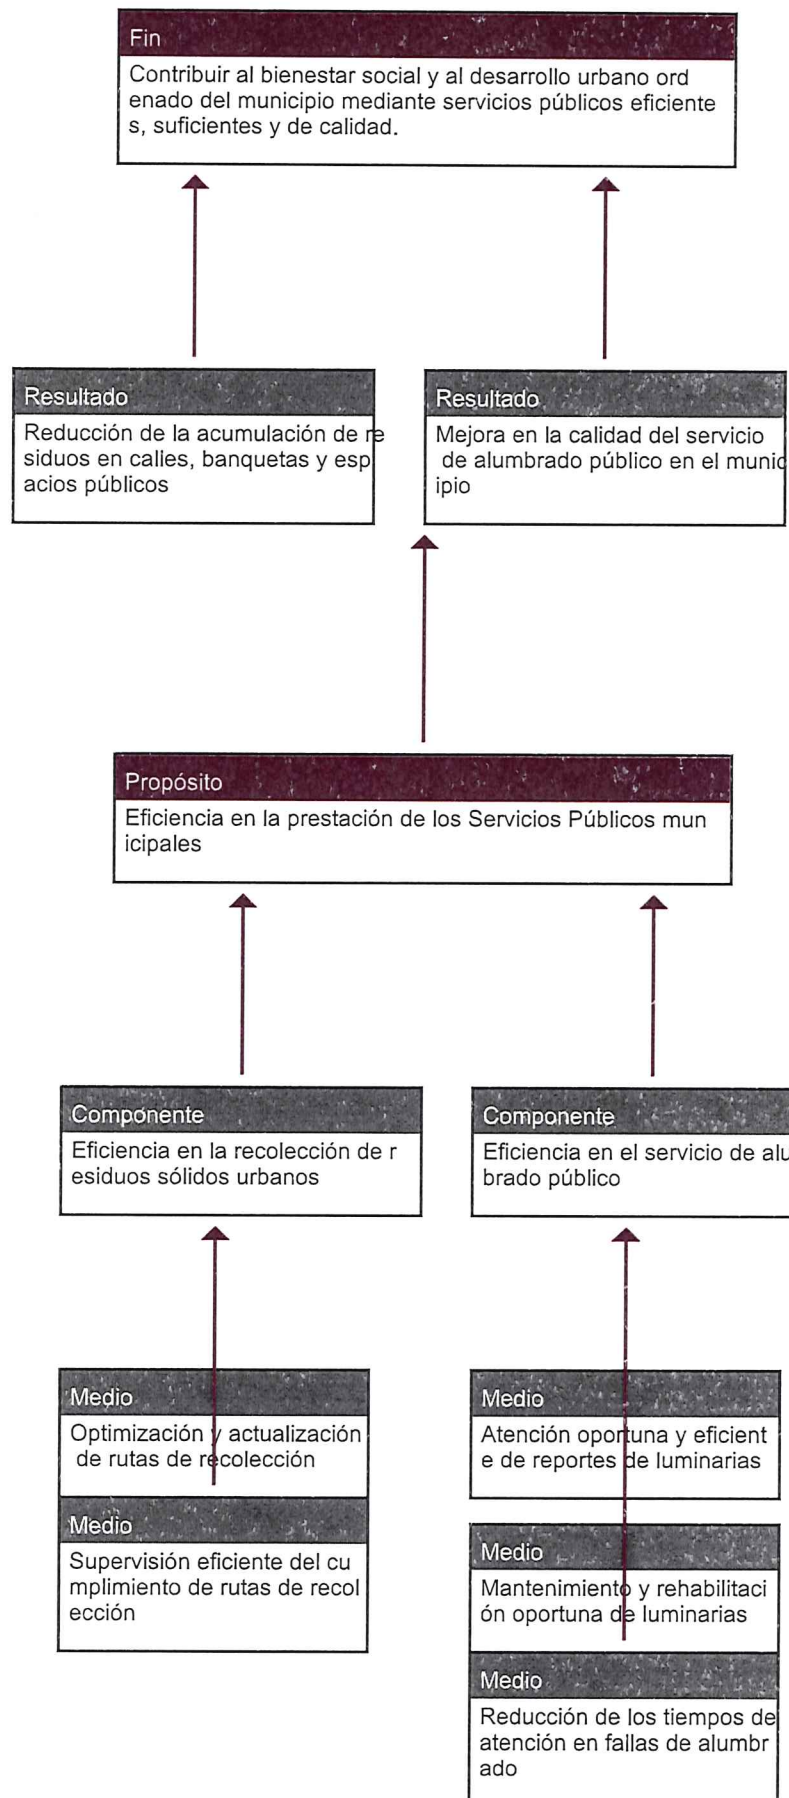 Fin
Contribuir al bienestar social y al desarrollo urbano ord
enado del municipio mediante servicios públicos eficiente
s, suficientes y de calidad.
Resultado
Reducción de la acumulación de re
siduos en calles, banquetas y esp
acios públicos
Resultado
Mejora en la calidad del servicio
de alumbrado público en el munic
ipio
Propósito
Eficiencia en la prestación de los Servicios Públicos mun
icipales
Componente
Eficiencia en la recolección de r
esiduos sólidos urbanos
Componente
Eficiencia en el servicio de alu
brado público
Medio
Optimización y actualización
de rutas de recolección
Medio
Supervisión eficiente del cu
mplimiento de rutas de recol
ección
Medio
Atención oportuna y eficient
e de reportes de luminarias
Medio
Mantenimiento y rehabilitaci
ón oportuna de luminarias
Medio
Reducción de los tiempos de
atención en fallas de alumbr
ado